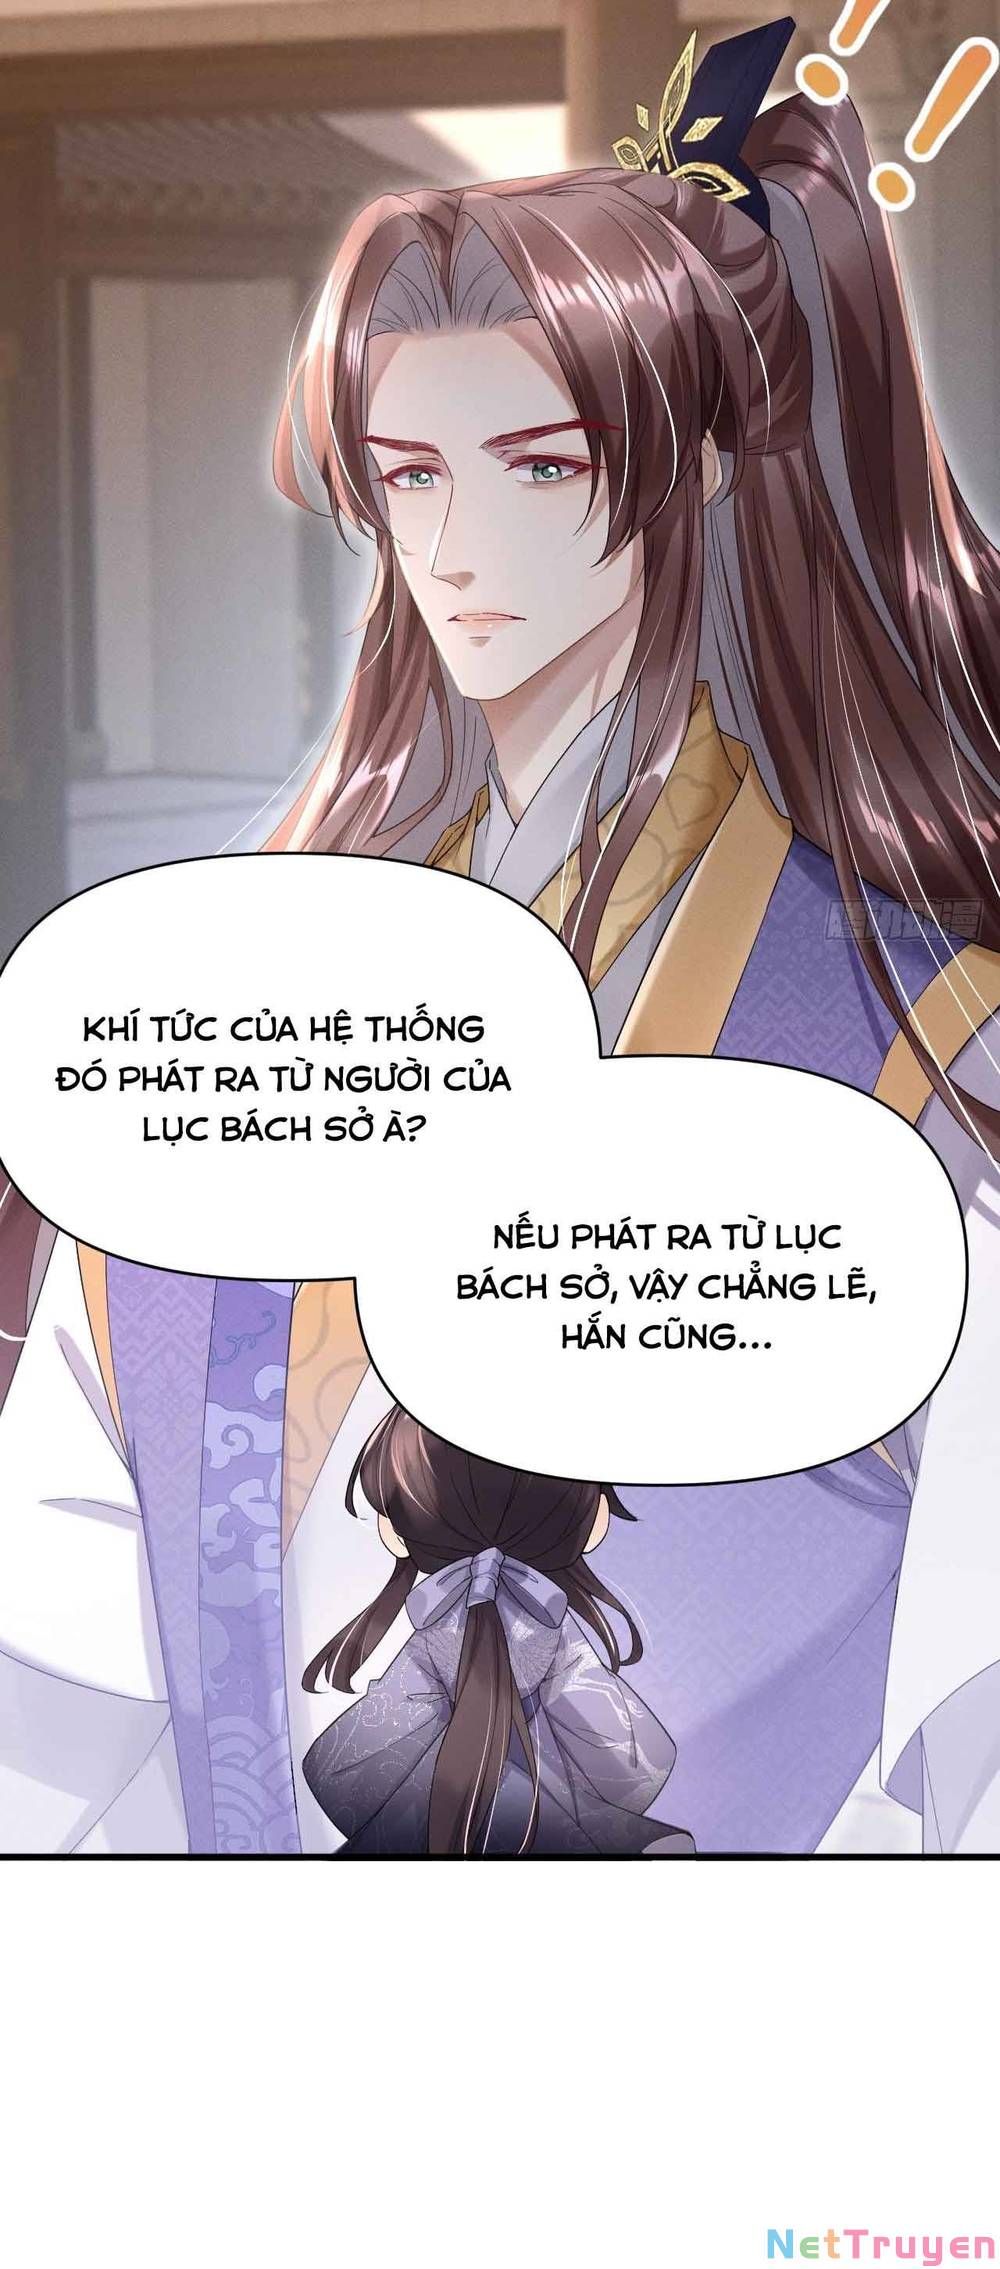 !!
KHÍ TỨC CỦA HỆ THỐNG
ĐÓ PHÁT RA TỪ NGƯỜI CỦA
LỤC BÁCH SỞ À?
NẾU PHÁT RA TỪ LỤC
BÁCH SỞ, VẬY CHẲNG LẼ,
HẮN CŨNG...
NetTruyen